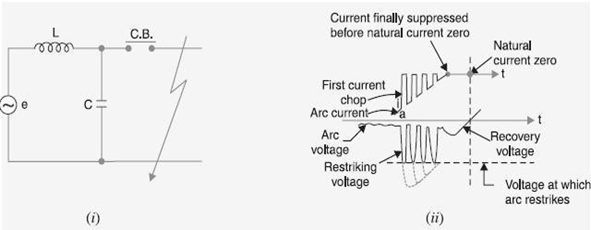 L
C.B.
e
C
(i)
Current finally suppressed
before natural current zero
Natural
current zero
t
First current
chop
Arc current
a
t
Arc
voltage
Recovery
voltage
Restriking
voltage
Voltage at which
arc restrikes
(ii)